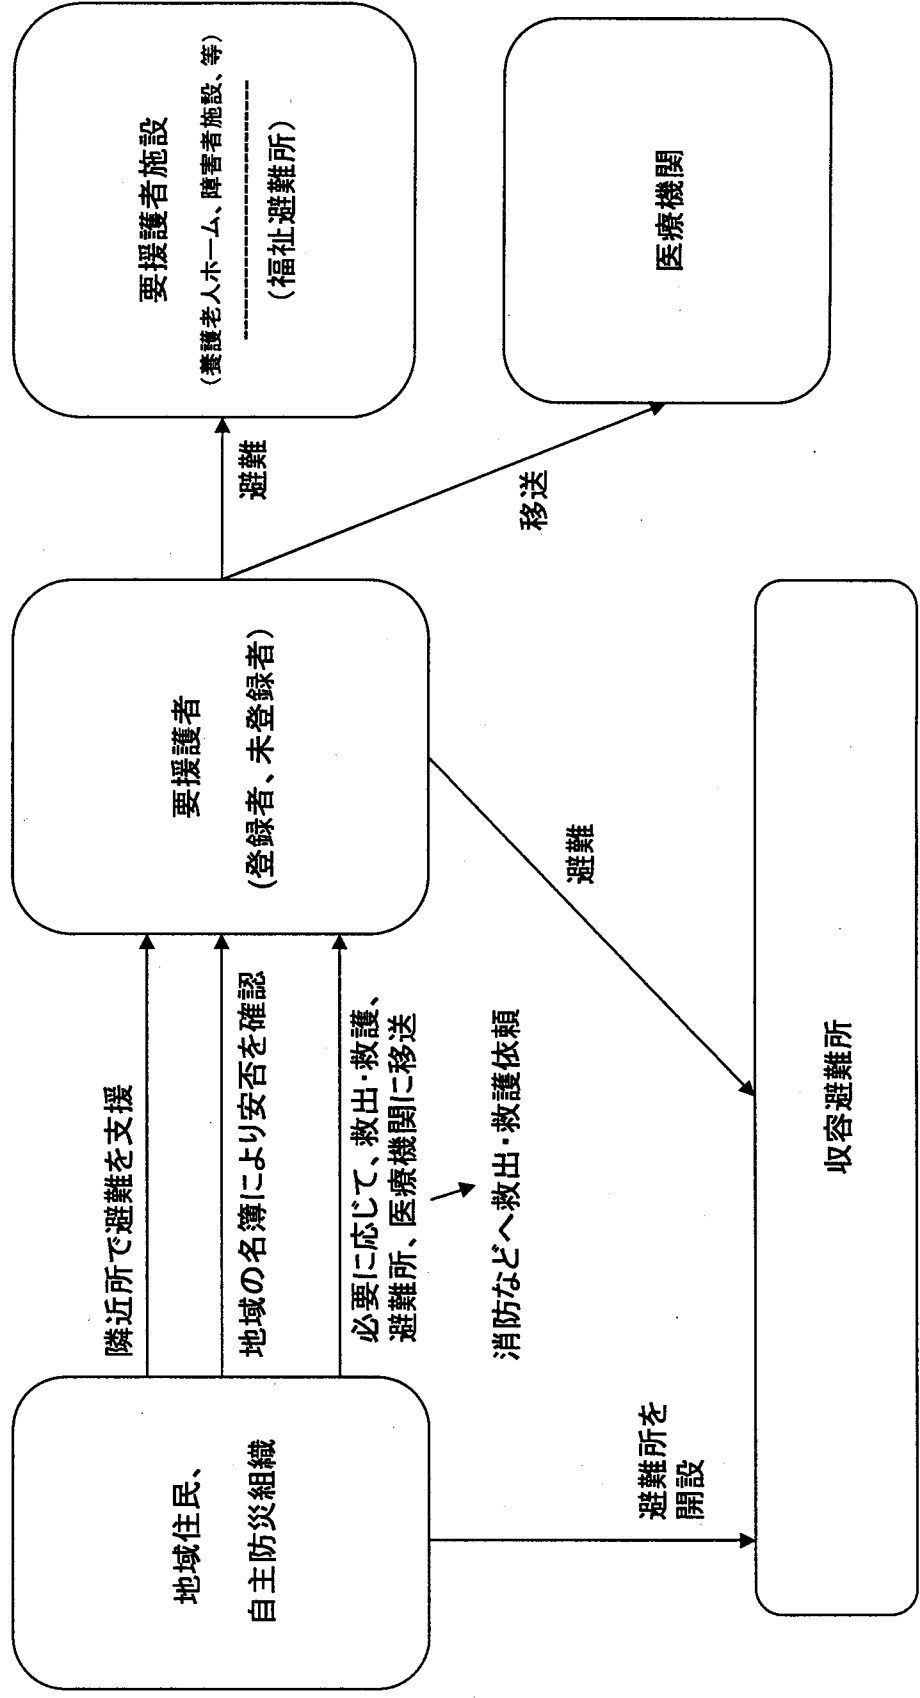 地域住民、
自主防災組織
隣近所で避難を支援
地域の名簿により安否を確認
必要に応じて、救出・救護、
避難所、医療機関に移送
消防などへ救出・救護依頼
避難所を
開設
要援護者
(登録者、未登録者)
避難
移送
避難
要援護者施設
(養護老人ホーム、障害者施設、等)
(福祉避難所)
医療機関
収容避難所